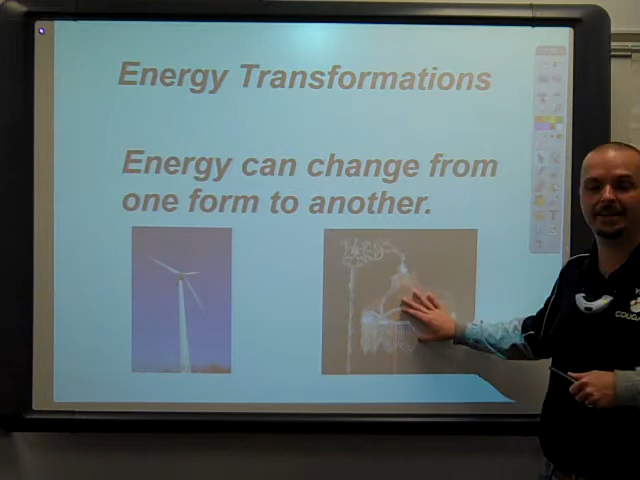 Energy Transformations
Energy can change from
one form to another.